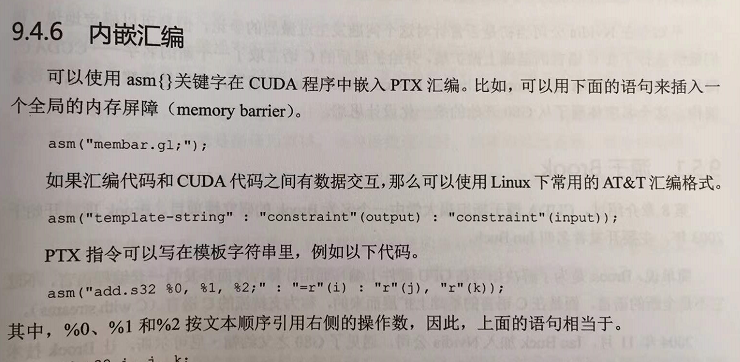 9.4.6 内嵌汇编
可以使用 asm{}关键字在 CUDA 程序中嵌入 PTX 汇编。比如，可以用下面的语句来插入一
个全局的内存屏障（memory barrier）。
asm("membar.gl;");
如果汇编代码和 CUDA 代码之间有数据交互，那么可以使用 Linux 下常用的 AT&T 汇编格式。
asm("template-string" : "constraint"(output) : "constraint"(input));
PTX 指令可以写在模板字符串里，例如以下代码。
asm("add.s32 %0, %1, %2;" : "=r"(i) : "r"(j), "r"(k));
其中，%0、%1 和%2 按文本顺序引用右侧的操作数，因此，上面的语句相当于。